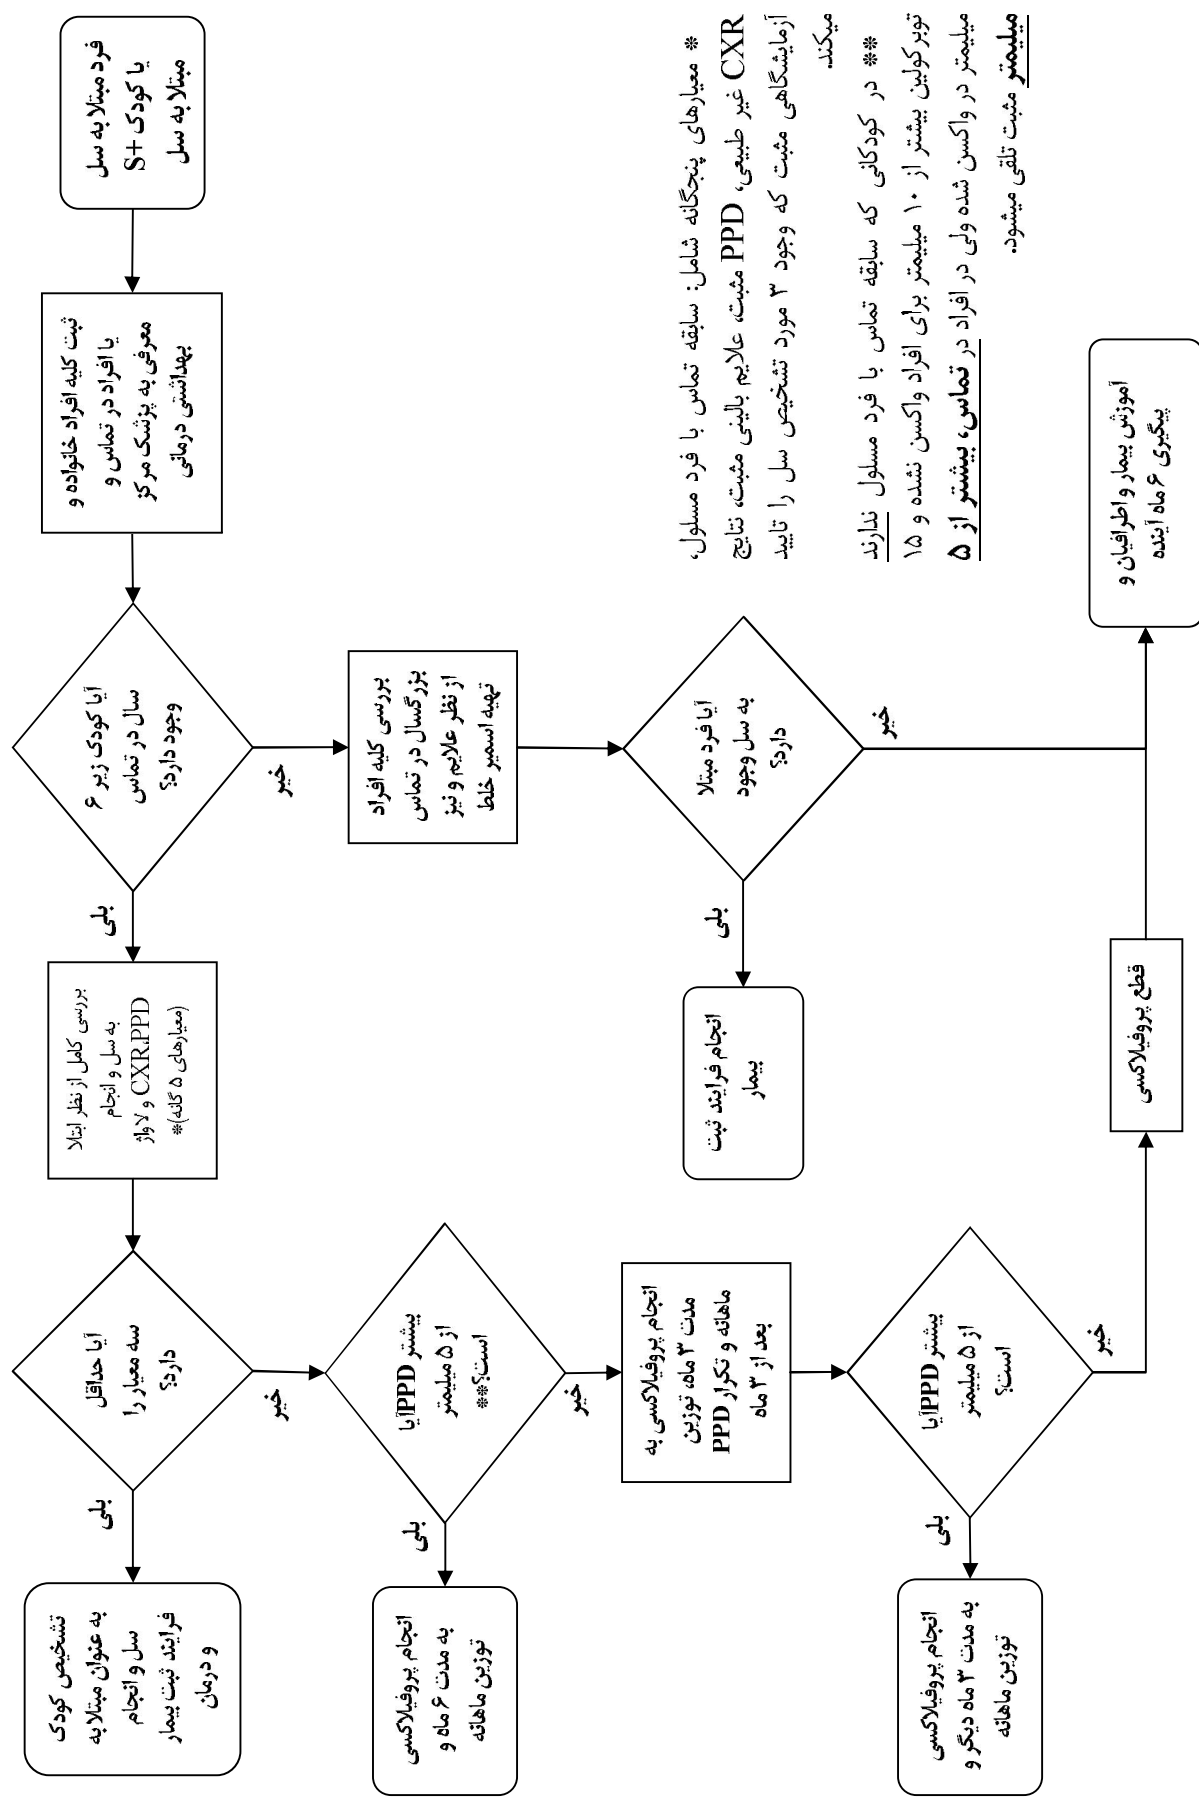 فرد مبتلا به سل
S+ یا کودک
مبتلا به سل
ثبت کلیه افراد خانواده و
یا افراد در تماس و
معرفی به پزشک مرکز
بهداشتی درمانی
آیا کودک زیر ۶
سال در تماس
وجود دارد؟
بلی
خیر
بررسی کامل از نظر ابتلا
به سل و انجام
CXR،PPD و لاواژ
(معیارهای ۵ گانه)*
آیا حداقل
سه معیار را
دارد؟
بلی
خیر
تشخیص کودک
به عنوان مبتلا به
سل و انجام
فرایند ثبت بیمار
و درمان
بررسی کلیه افراد
بزرگسال در تماس
از نظر علایم و نیز
تهیه اسمیر خلط
آیا فرد مبتلا
به سل وجود
دارد؟
بلی
خیر
انجام فرایند ثبت
بیمار
بیشتر PPDآیا
از ۵ میلیمتر
است؟**
بلی
خیر
انجام پروفیلاکسی
به مدت ۶ ماه و
توزین ماهانه
انجام پروفیلاکسی به
مدت ۳ ماه، توزین
ماهانه و تکرار PPD
بعد از ۳ ماه
بیشتر PPDآیا
از ۵ میلیمتر
است؟
بلی
خیر
انجام پروفیلاکسی
به مدت ۳ ماه دیگر و
توزین ماهانه
قطع پروفیلاکسی
آموزش بیمار و اطرافیان و
پیگیری ۶ ماه آینده
* معیارهای پنجگانه شامل: سابقه تماس با فرد مسلول،
CXR غیر طبیعی، PPD مثبت، علایم بالینی مثبت، نتایج
آزمایشگاهی مثبت که وجود ۳ مورد تشخیص سل را تایید
میکند.
** در کودکانی که سابقه تماس با فرد مسلول ندارند
توبرکولین بیشتر از ۱۰ میلیمتر برای افراد واکسن نشده و ۱۵
میلیمتر در واکسن شده ولی در افراد در تماس، بیشتر از ۵
میلیمتر مثبت تلقی میشود.